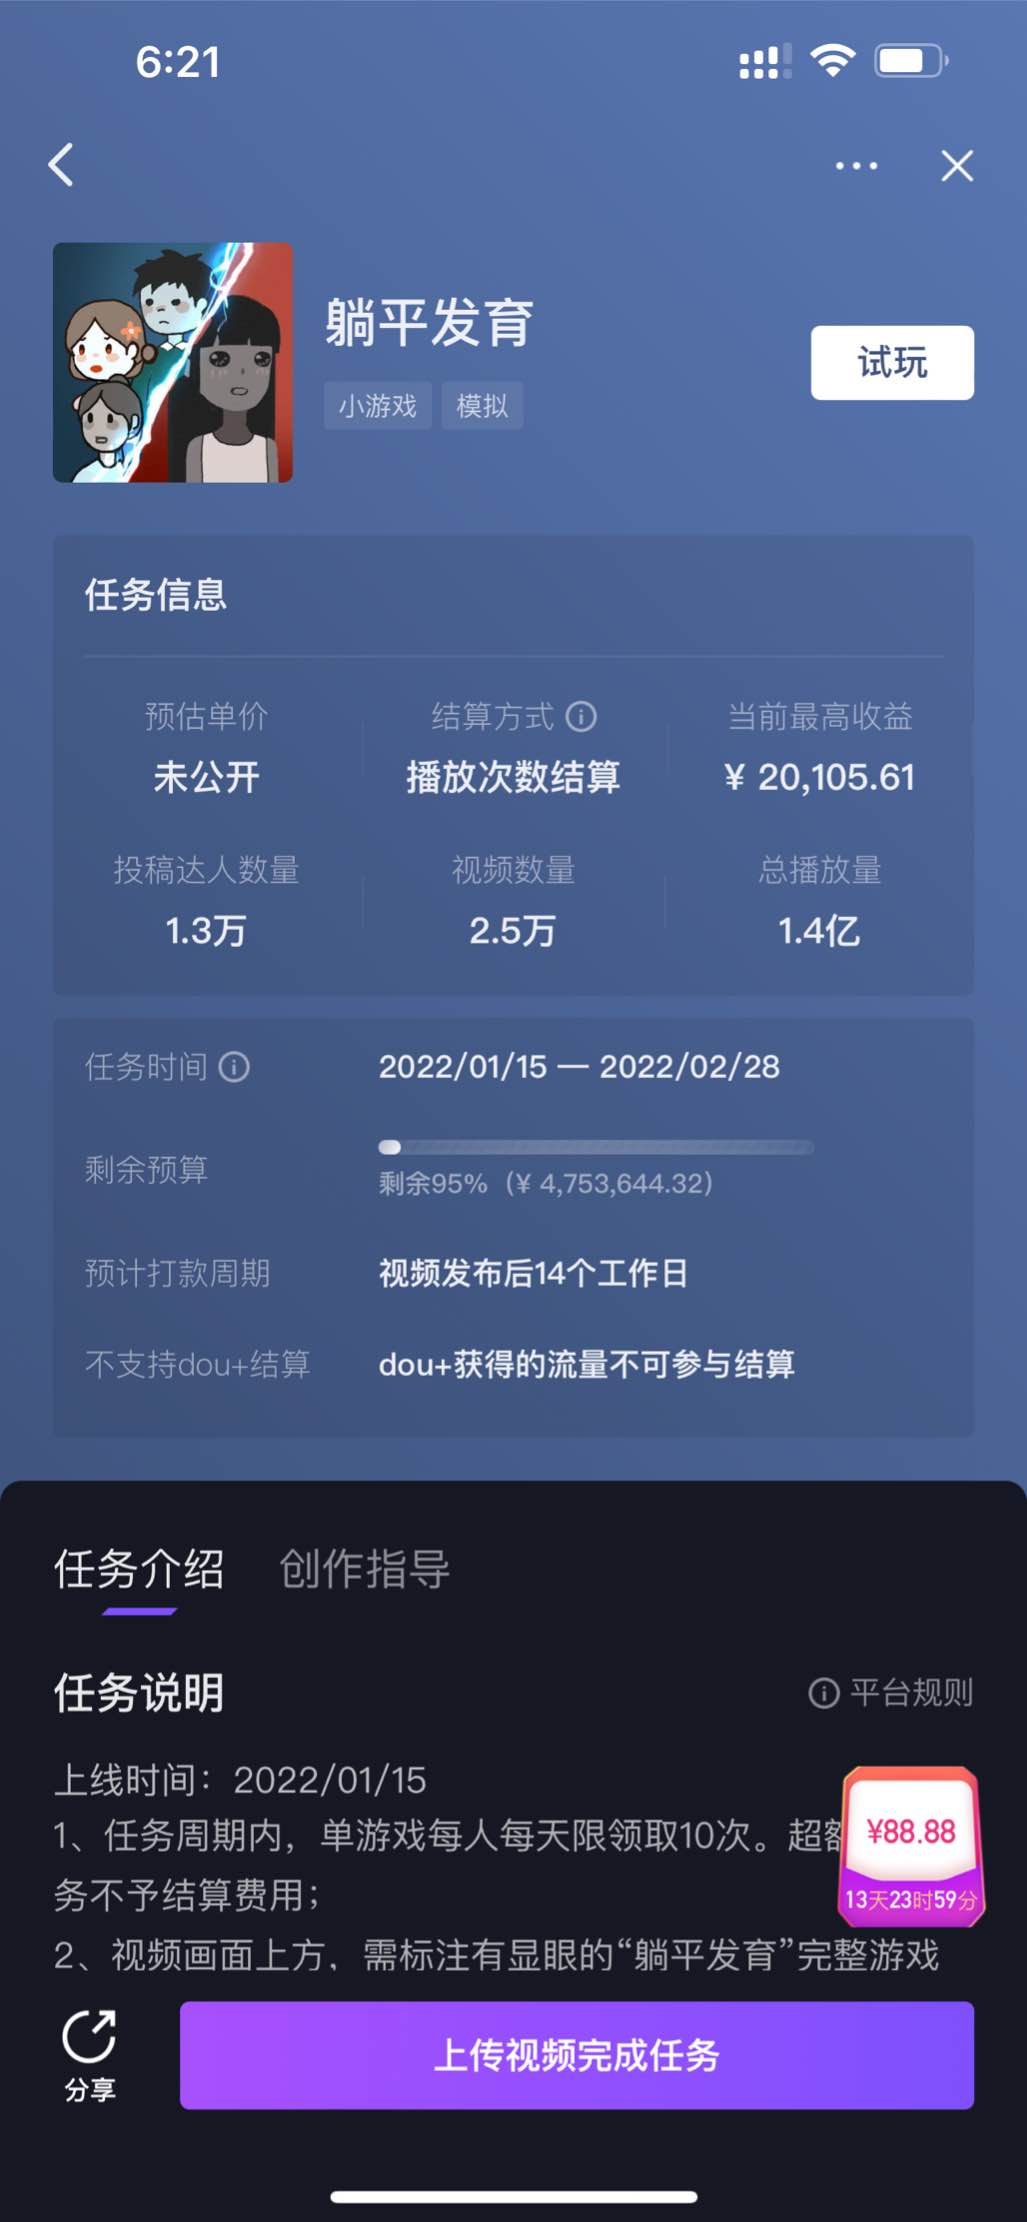 6:21
躺平发育
小游戏 模拟
试玩
任务信息
预估单价 结算方式 当前最高收益
未公开 播放次数结算 ¥ 20,105.61
投稿达人数量 视频数量 总播放量
1.3万 2.5万 1.4亿
任务时间 2022/01/15 — 2022/02/28
剩余预算 剩余95%（¥ 4,753,644.32）
预计打款周期 视频发布后14个工作日
不支持dou+结算 dou+获得的流量不可参与结算
任务介绍 创作指导
任务说明 平台规则
上线时间：2022/01/15
1、任务周期内，单游戏每人每天限领取10次。超
务不予结算费用；
2、视频画面上方，需标注有显眼的“躺平发育”完整游戏
¥88.88
13天23时59分
分享
上传视频完成任务